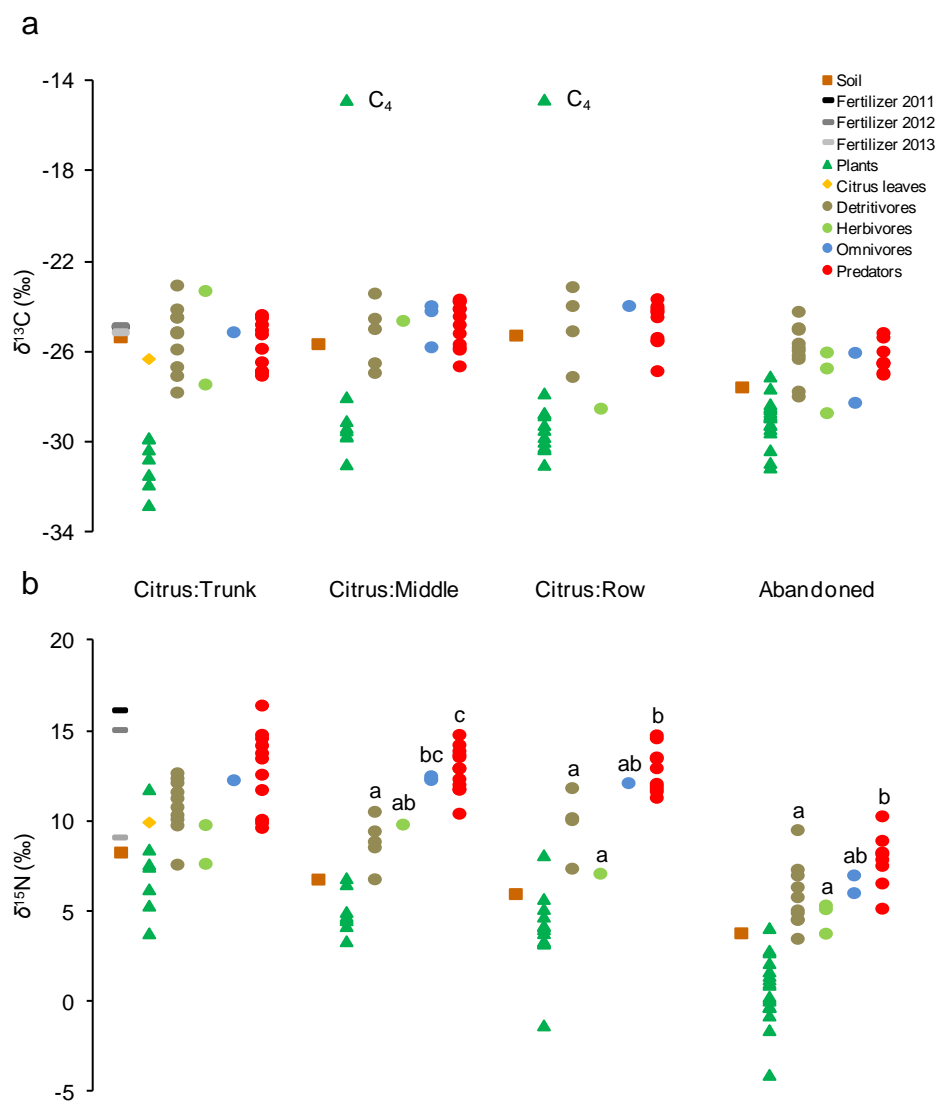 a
-14
-18
-22
-26
-30
-34
δ13C (‰)
C4
C4
Soil
Fertilizer 2011
Fertilizer 2012
Fertilizer 2013
Plants
Citrus leaves
Detritivores
Herbivores
Omnivores
Predators
b
Citrus:Trunk
Citrus:Middle
Citrus:Row
Abandoned
20
15
10
5
0
-5
δ15N (‰)
a
ab
bc
c
a
a
ab
b
a
a
ab
b